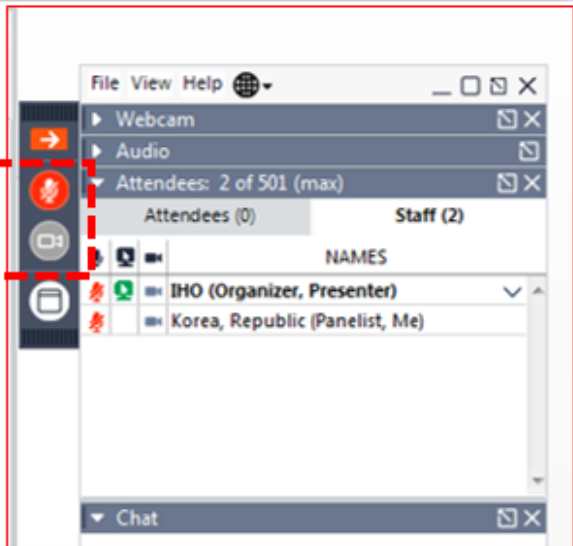 File View Help
Webcam
Audio
Attendees: 2 of 501 (max)
Attendees (0) Staff (2)
NAMES
IHO (Organizer, Presenter)
Korea, Republic (Panelist, Me)
Chat